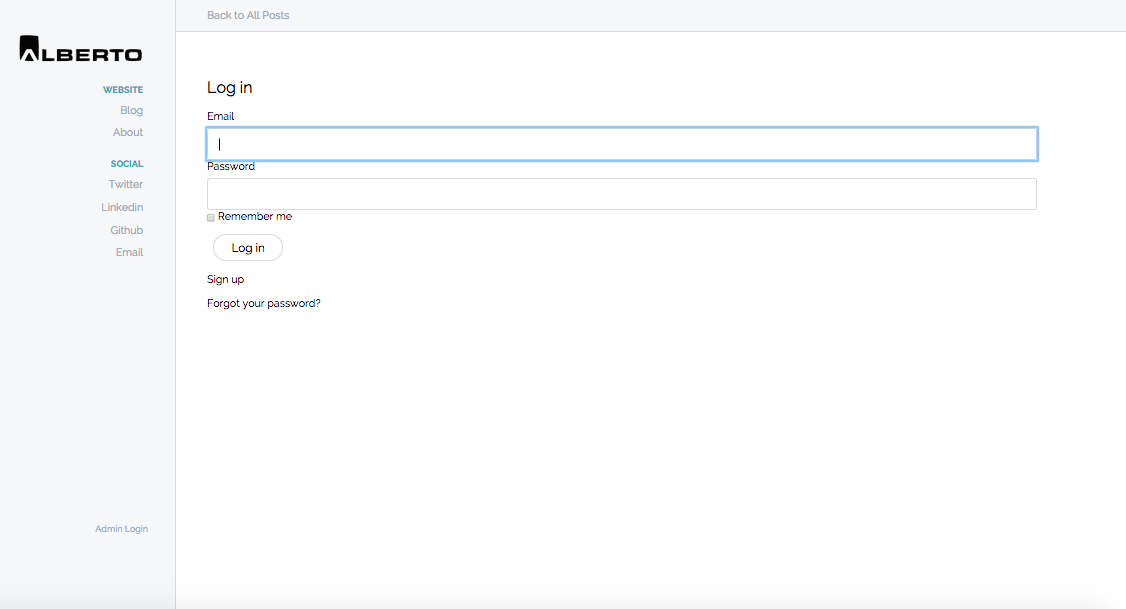 Back to All Posts
ALBERTO
WEBSITE
Blog
About
SOCIAL
Twitter
Linkedin
Github
Email
Admin Login
Log in
Email
Password
Remember me
Log in
Sign up
Forgot your password?